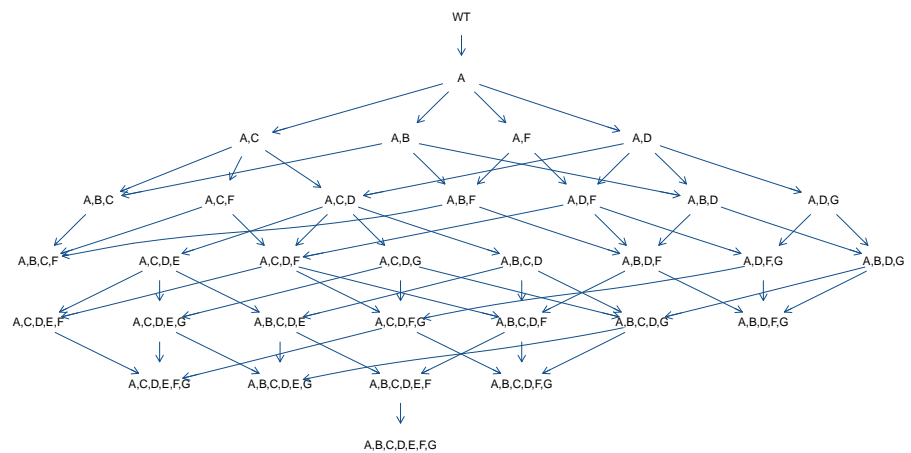 WT
A
A,C A,B A,F A,D
A,B,C A,C,F A,C,D A,B,F A,D,F A,B,D A,D,G
A,B,C,F A,C,D,E A,C,D,F A,C,D,G A,B,C,D A,B,D,F A,D,F,G A,B,D,G
A,C,D,E,F A,C,D,E,G A,B,C,D,E A,C,D,F,G A,B,C,D,F A,B,C,D,G A,B,D,F,G
A,C,D,E,F,G A,B,C,D,E,G A,B,C,D,E,F A,B,C,D,F,G
A,B,C,D,E,F,G